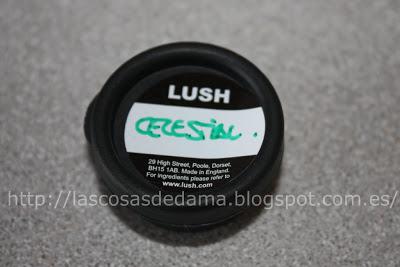 LUSH
CELESTIAL.
29 High Street, Poole, Dorset,
BH15 1AB. Made in England.
For ingredients please refer to
www.lush.com
http://lascosasdedama.blogspot.com.es/